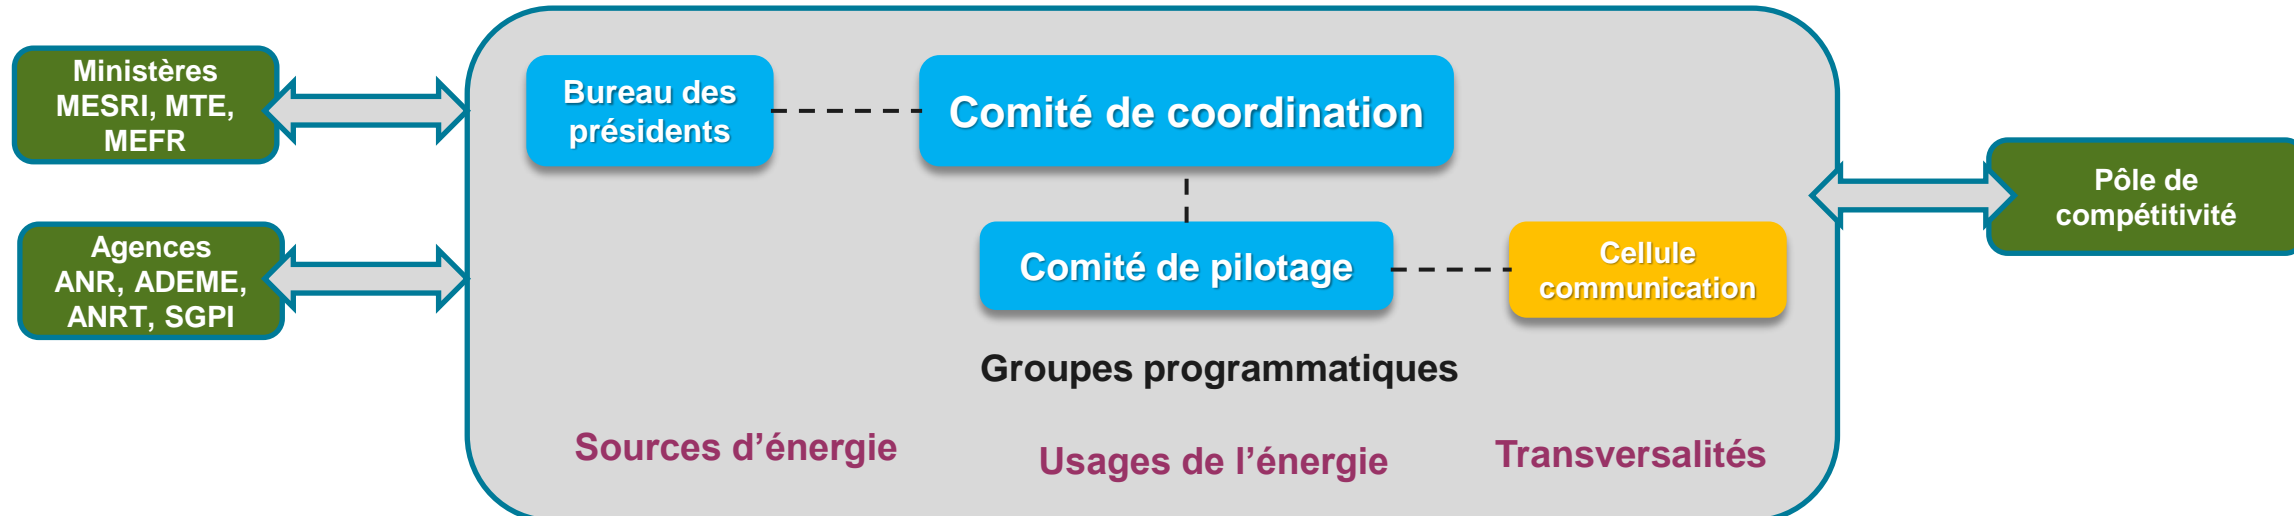 Ministères
MESRI, MTE,
MEFR
Agences
ANR, ADEME,
ANRT, SGPI
Bureau des
présidents
Comité de coordination
Comité de pilotage
Cellule
communication
Groupes programmatiques
Sources d’énergie
Usages de l’énergie
Transversalités
Pôle de
compétitivité